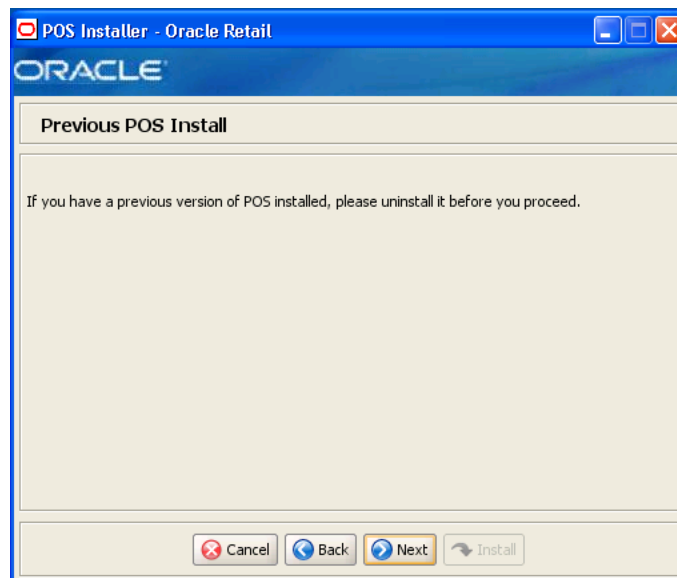 POS Installer - Oracle Retail
ORACLE
Previous POS Install
If you have a previous version of POS installed, please uninstall it before you proceed.
Cancel Back Next Install